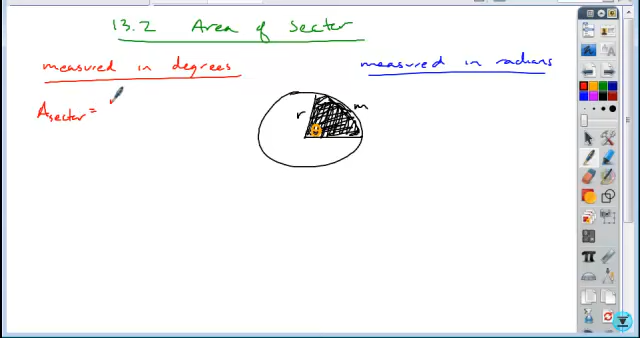 13.2 Area of Sector
measured in degrees
measured in radians
Asector =
r
m